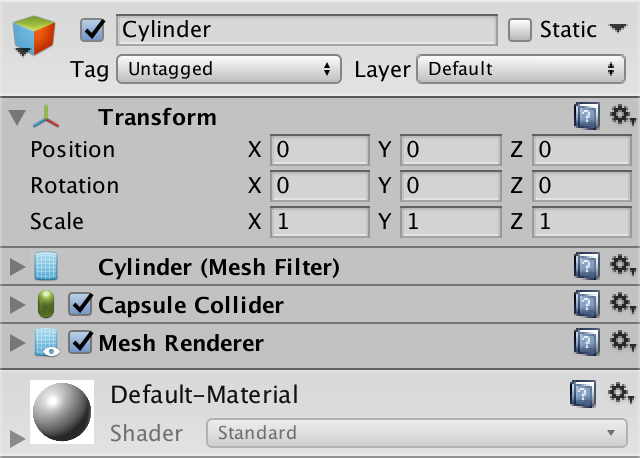 Cylinder Static
Tag Untagged Layer Default
Transform
Position X 0 Y 0 Z 0
Rotation X 0 Y 0 Z 0
Scale X 1 Y 1 Z 1
Cylinder (Mesh Filter)
Capsule Collider
Mesh Renderer
Default-Material
Shader Standard